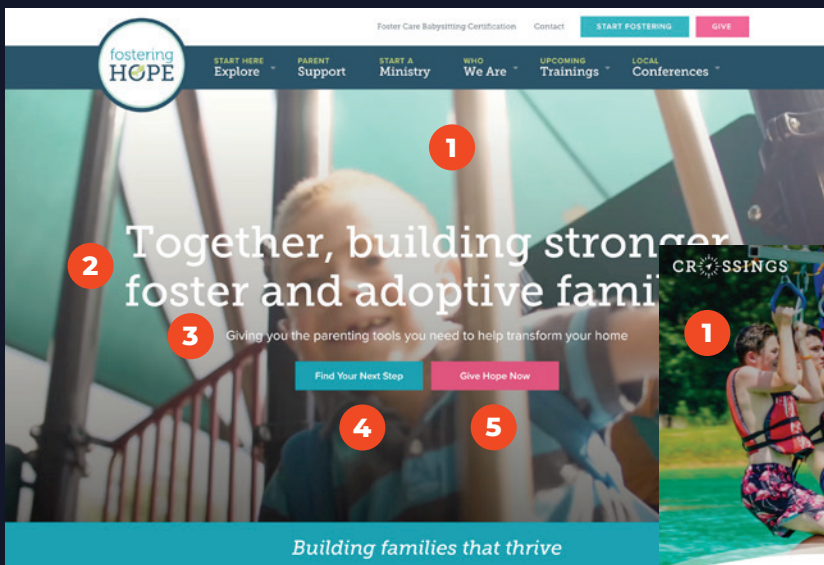 Foster Care Babysitting Certification Contact START FOSTERING GIVE
fostering
HOPE
START HERE
Explore
PARENT
Support
START A
Ministry
WHO
We Are
UPCOMING
Trainings
LOCAL
Conferences
1
2
Together, building stronger
foster and adoptive famil
3
Giving you the parenting tools you need to help transform your home
Find Your Next Step Give Hope Now
4 5
Building families that thrive
CROSSINGS
1